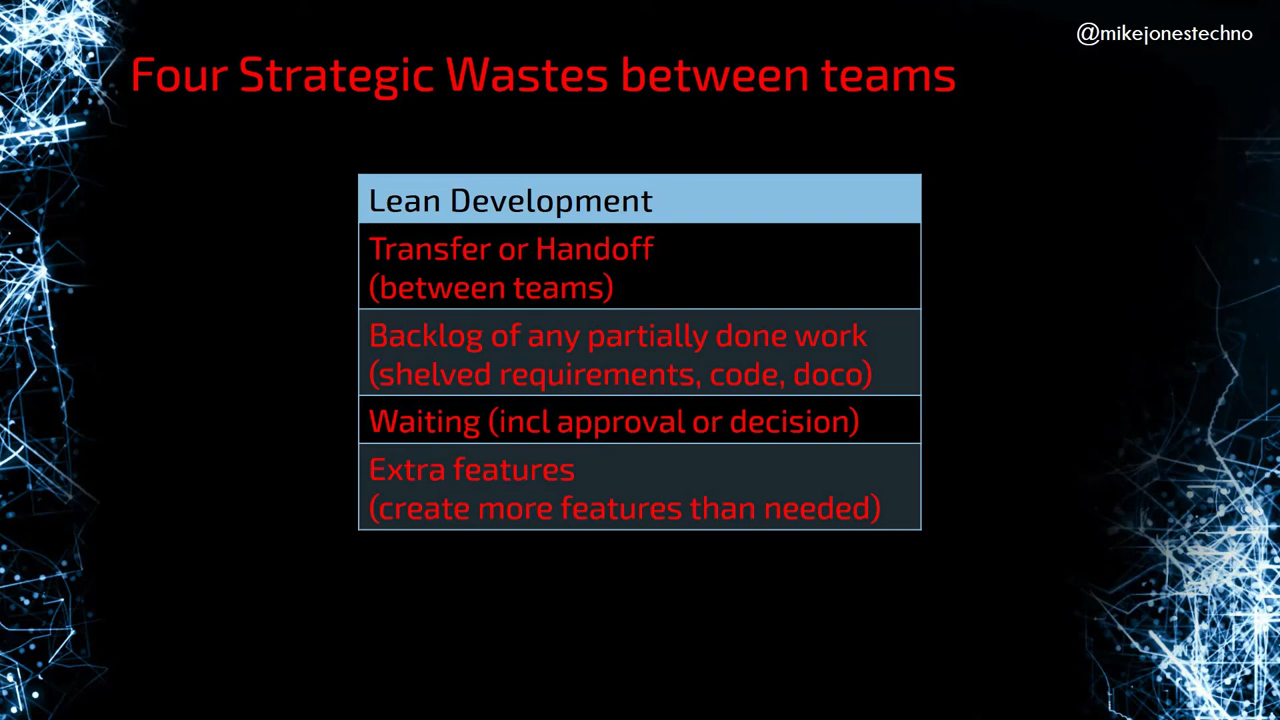 @mikejonestechno
Four Strategic Wastes between teams
Lean Development
Transfer or Handoff
(between teams)
Backlog of any partially done work
(shelved requirements, code, doco)
Waiting (incl approval or decision)
Extra features
(create more features than needed)